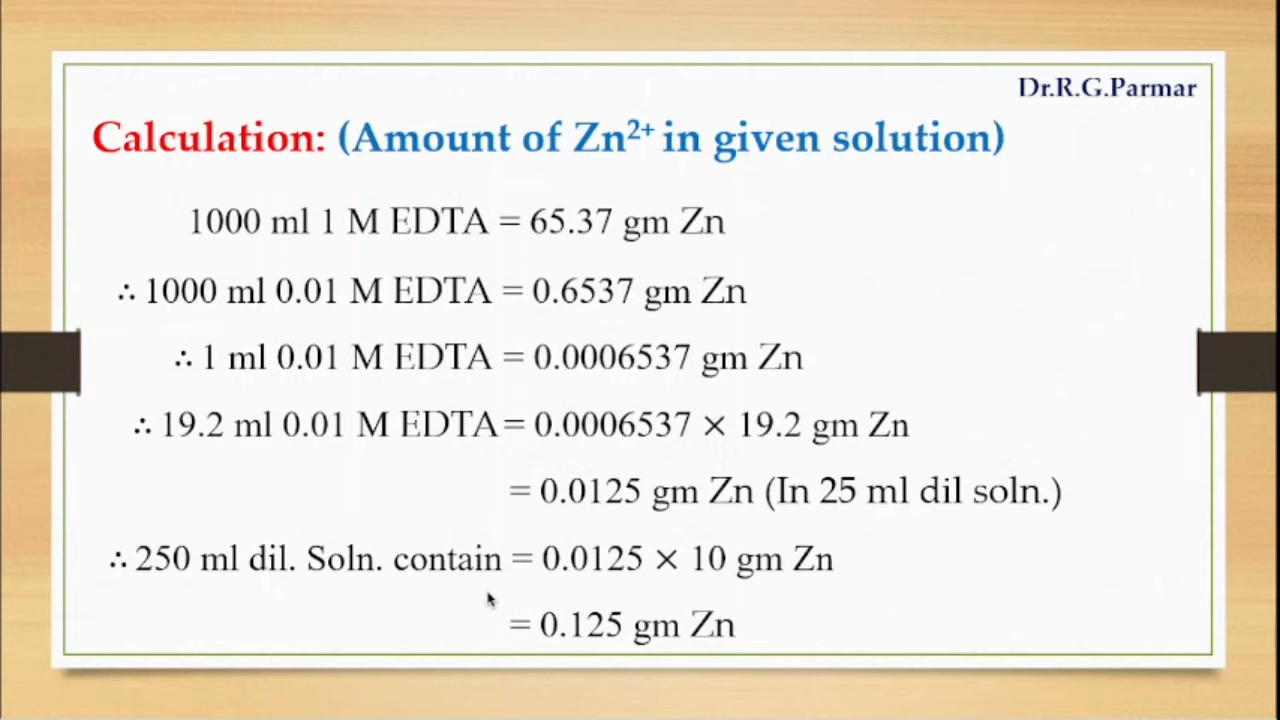 Dr.R.G.Parmar
Calculation: (Amount of Zn²⁺ in given solution)
1000 ml 1 M EDTA = 65.37 gm Zn
∴ 1000 ml 0.01 M EDTA = 0.6537 gm Zn
∴ 1 ml 0.01 M EDTA = 0.0006537 gm Zn
∴ 19.2 ml 0.01 M EDTA = 0.0006537 × 19.2 gm Zn
= 0.0125 gm Zn (In 25 ml dil soln.)
∴ 250 ml dil. Soln. contain = 0.0125 × 10 gm Zn
= 0.125 gm Zn